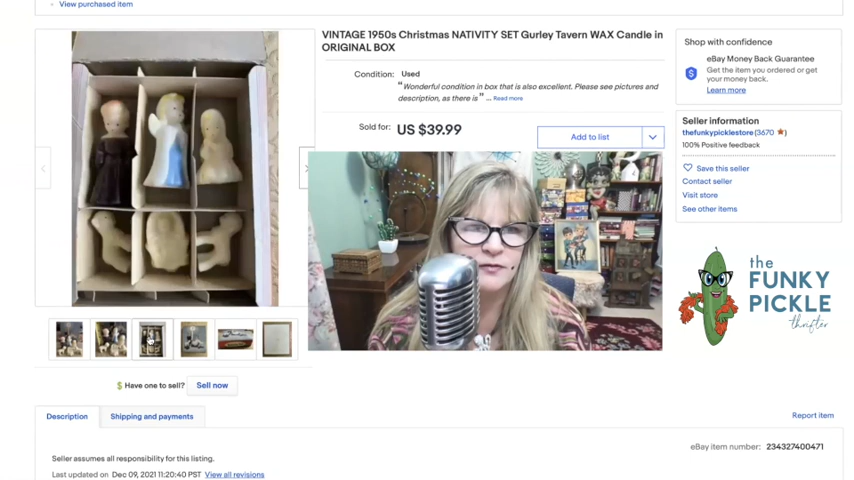 View purchased item
VINTAGE 1950s Christmas NATIVITY SET Gurley Tavern WAX Candle in
ORIGINAL BOX
Condition: Used
"Wonderful condition in box that is also excellent. Please see pictures and
description, as there is" ... Read more
Sold for: US $39.99
Add to list
Shop with confidence
eBay Money Back Guarantee
Get the item you ordered or get
your money back.
Learn more
Seller information
thefunkypicklestore (3670 )
100% Positive feedback
Save this seller
Contact seller
Visit store
See other items
the
FUNKY
PICKLE
thrifter
$ Have one to sell? Sell now
Description Shipping and payments
Report item
eBay item number: 234327400471
Seller assumes all responsibility for this listing.
Last updated on Dec 09, 2021 11:20:40 PST View all revisions